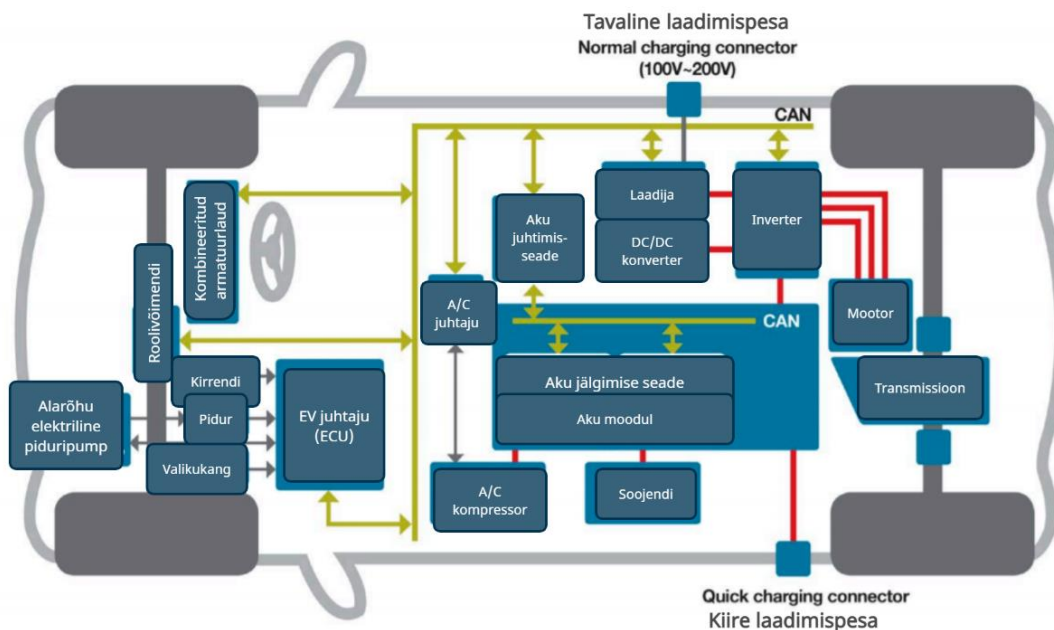 Tavaline laadimispesa
Normal charging connector
(100V~200V)
CAN
Kombineeritud
armatuurlaud
Roolivõimendi
Aku
juhtimis-
seade
Laadija
DC/DC
konverter
Inverter
A/C
juhtaju
CAN
Mootor
Kirrendi
Alarõhu
elektriline
piduripump
Pidur
EV juhtaju
(ECU)
Aku jälgimise seade
Aku moodul
Transmissioon
Valikukang
A/C
kompressor
Soojendi
Quick charging connector
Kiire laadimispesa